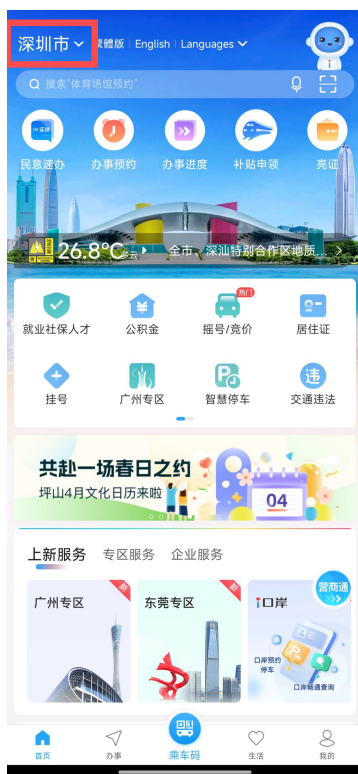 深圳市
繁體版 | English | Languages
搜索"体育场馆预约"
民意速办 办事预约 办事进度 补贴申领 亮证
26.8℃ 多云 全市、深汕特别合作区地质...
就业社保人才 公积金 摇号/竞价 居住证
热门
挂号 广州专区 智慧停车 交通违法
共赴一场春日之约
坪山4月文化日历来啦
04
上新服务 专区服务 企业服务
广州专区 新
东莞专区 新
i口岸
营商通
口岸预约
停车
口岸畅通查询
首页 办事 乘车码 生活 我的